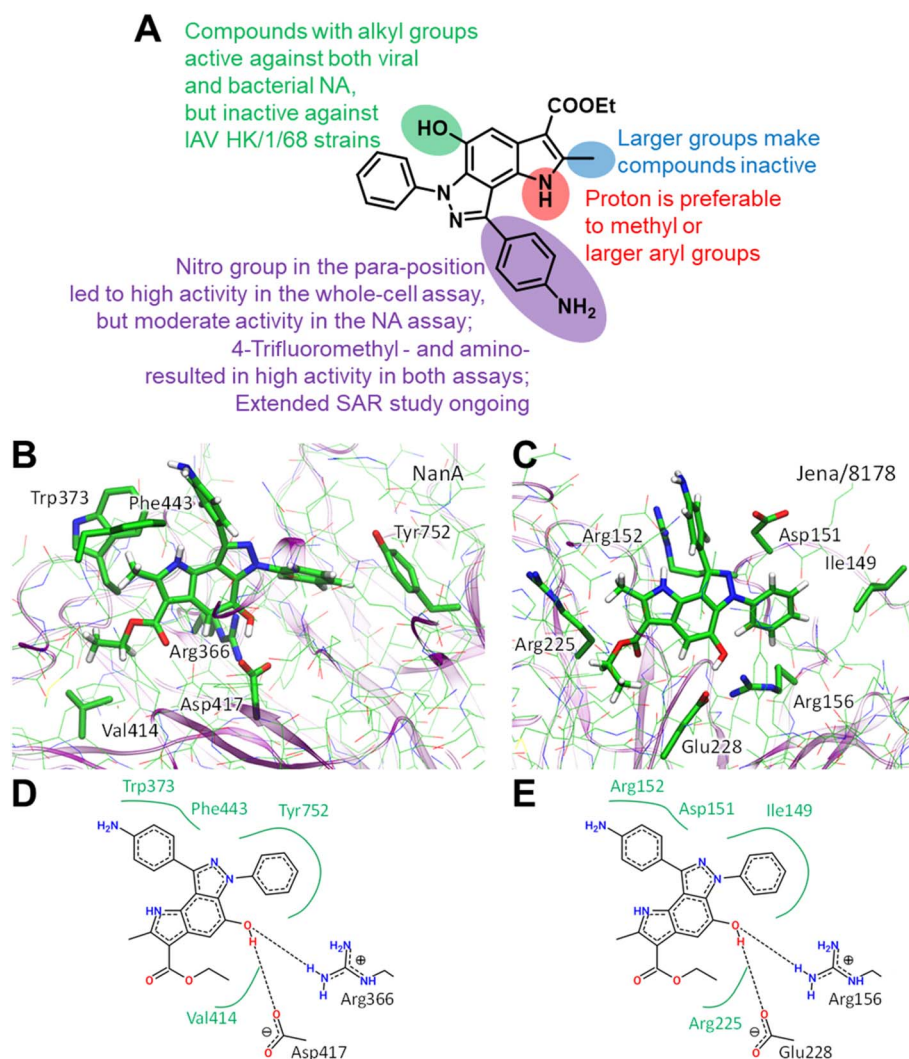 A
Compounds with alkyl groups
active against both viral
and bacterial NA,
but inactive against
IAV HK/1/68 strains
COOEt
HO
Larger groups make
compounds inactive
N
H
N
N
Proton is preferable
to methyl or
larger aryl groups
Nitro group in the para-position
led to high activity in the whole-cell assay,
but moderate activity in the NA assay;
4-Trifluoromethyl - and amino-
resulted in high activity in both assays;
Extended SAR study ongoing
NH2
B
NanA
Trp373
Phe443
Tyr752
Arg366
Asp417
Val414
C
Jena/8178
Arg152
Asp151
Ile149
Arg225
Arg156
Glu228
D
Trp373
Phe443
Tyr752
H2N
N
N
HN
O
H
O
O
H2N
H
N
H
NH
⊕
Arg366
Val414
O
⊖
O
Asp417
E
Arg152
Asp151
Ile149
H2N
N
N
HN
O
H
O
O
H2N
H
N
H
NH
⊕
Arg156
Arg225
O
⊖
O
Glu228